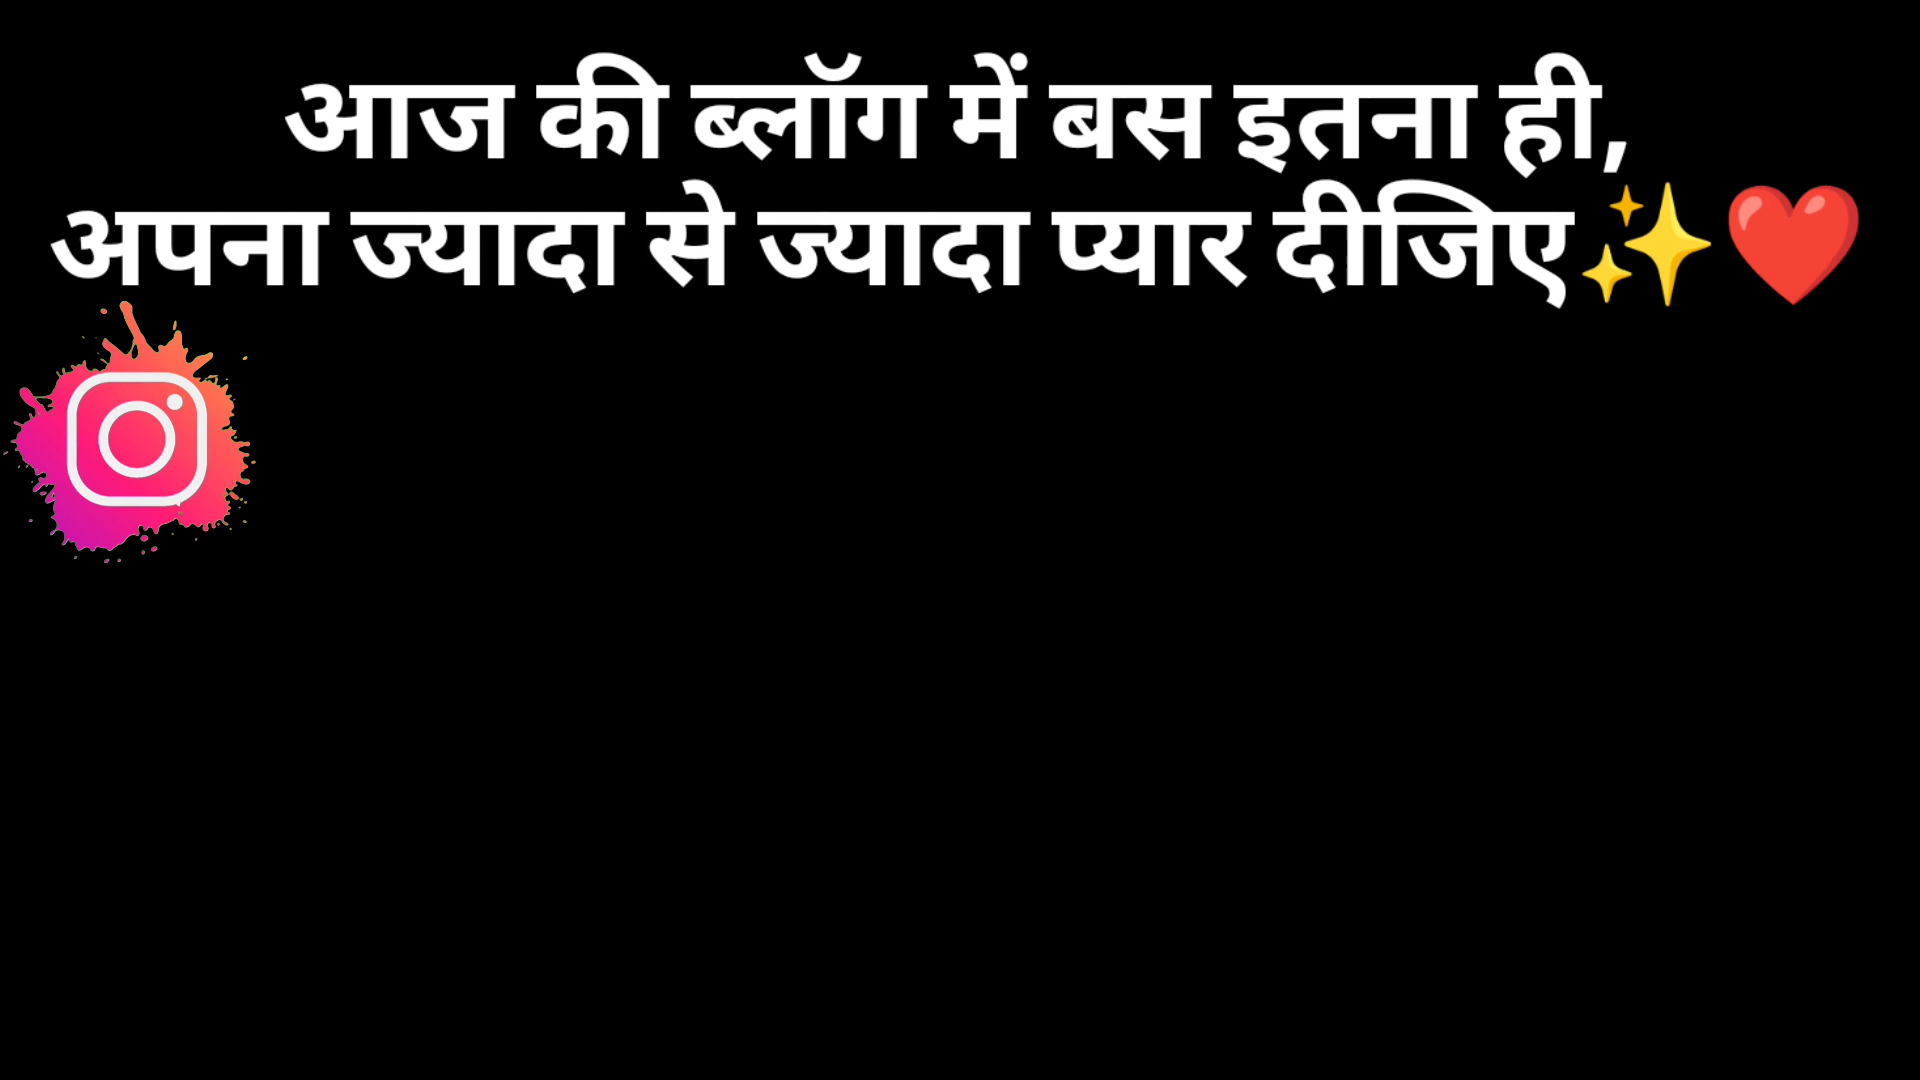 आज की ब्लॉग में बस इतना ही,
अपना ज्यादा से ज्यादा प्यार दीजिए✨❤️